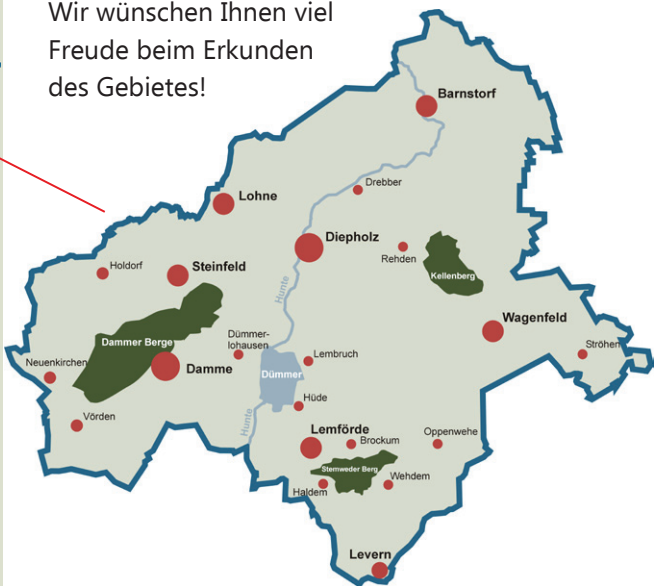 Wir wünschen Ihnen viel
Freude beim Erkunden
des Gebietes!
Barnstorf
Drebber
Lohne
Diepholz
Rehden
Holdorf
Steinfeld
Kellenberg
Hunte
Wagenfeld
Dammer Berge
Dümmer-
lohausen
Ströhen
Neuenkirchen
Damme
Lembruch
Dümmer
Hüde
Vörden
Hunte
Lemförde
Brockum
Oppenwehe
Stemweder Berg
Haldem
Wehdem
Levern